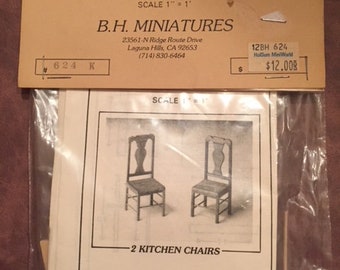 SCALE 1" = 1'
B.H. MINIATURES
23561-N Ridge Route Drive
Laguna Hills, CA 92653
(714) 830-6464
# 624 K
$
12BH 624
$12.00
SCALE 1" = 1'
2 KITCHEN CHAIRS